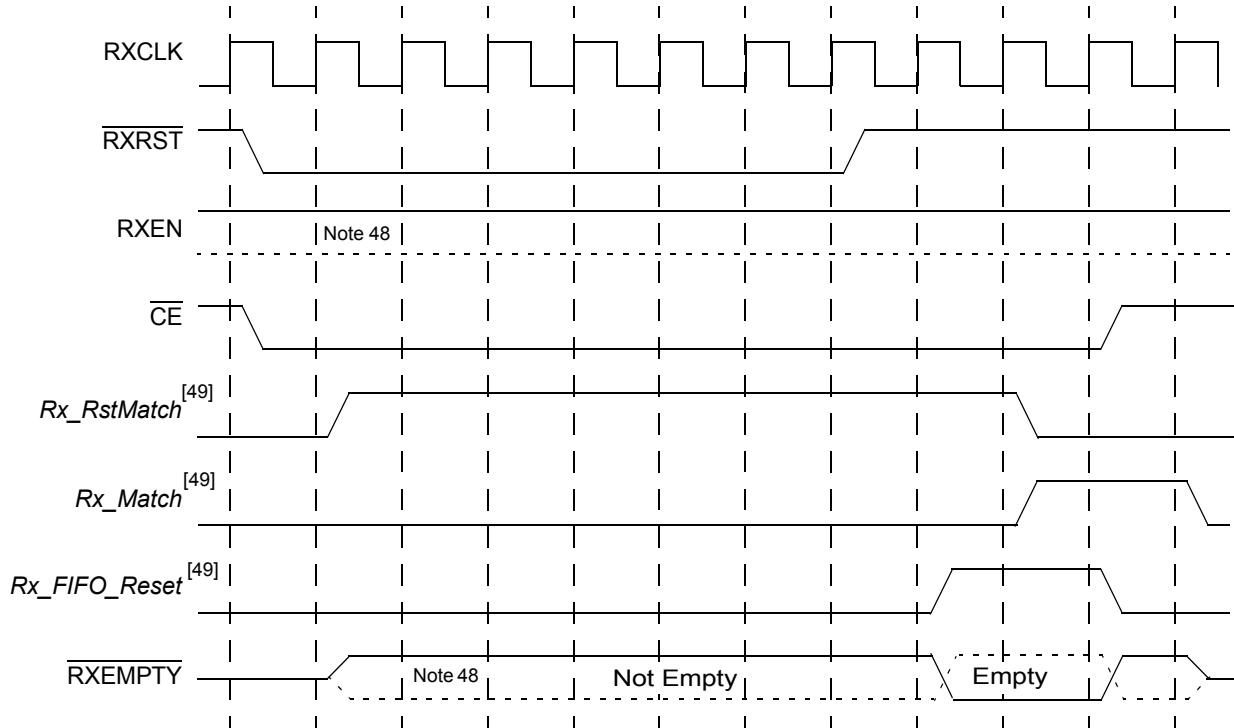 RXCLK
RXRST
RXEN
Note 48
CE
Rx_RstMatch[49]
Rx_Match[49]
Rx_FIFO_Reset[49]
RXEMPTY
Note 48
Not Empty
Empty